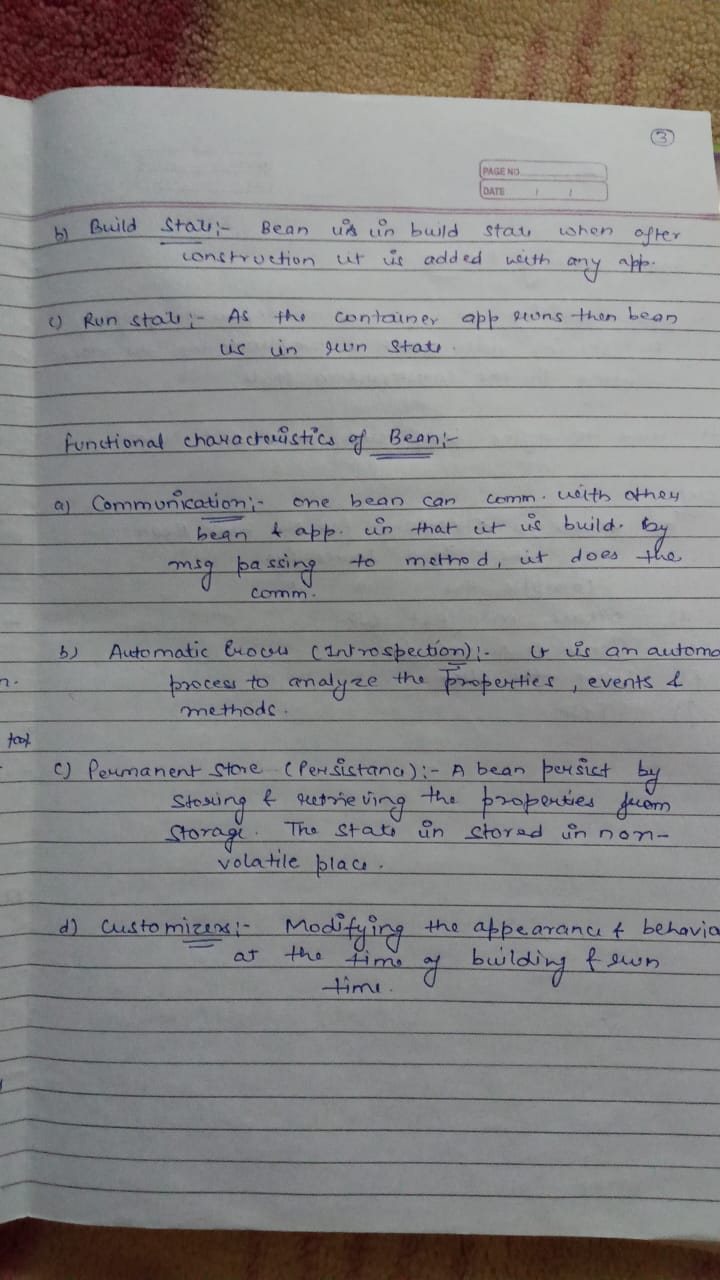 3
PAGE NO
DATE / /
b) Build State:- Bean is in build state when after
construction it is added with any app.
c) Run state:- As the container app runs then bean
is in run state.
functional characteristics of Bean:-
a) Communication:- one bean can comm. with other
bean & app. in that it is build. By
msg passing to method, it does the
comm.
b) Automatic Process (Introspection):- It is an automa
process to analyze the Properties, events &
methods.
n.
tool
c) Permanent Store (Persistance):- A bean persist by
Storing & retrieving the properties from
Storage. The state in stored in non-
volatile place.
d) Customizers:- Modifying the appearance & behavio
at the time of building & run
time.